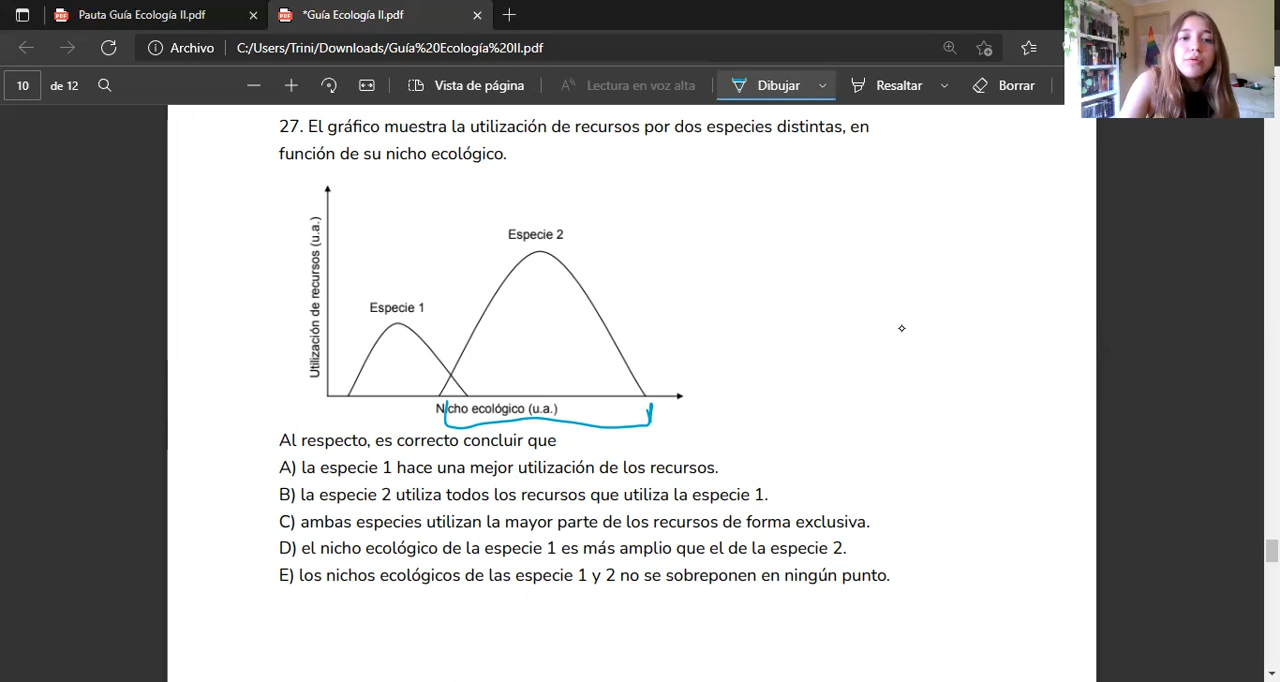 Pauta Guía Ecología II.pdf
*Guía Ecología II.pdf
Archivo
C:/Users/Trini/Downloads/Guía%20Ecología%20II.pdf
10 de 12
Vista de página
Lectura en voz alta
Dibujar
Resaltar
Borrar
27. El gráfico muestra la utilización de recursos por dos especies distintas, en
función de su nicho ecológico.
Utilización de recursos (u.a.)
Especie 2
Especie 1
Nicho ecológico (u.a.)
Al respecto, es correcto concluir que
A) la especie 1 hace una mejor utilización de los recursos.
B) la especie 2 utiliza todos los recursos que utiliza la especie 1.
C) ambas especies utilizan la mayor parte de los recursos de forma exclusiva.
D) el nicho ecológico de la especie 1 es más amplio que el de la especie 2.
E) los nichos ecológicos de las especie 1 y 2 no se sobreponen en ningún punto.